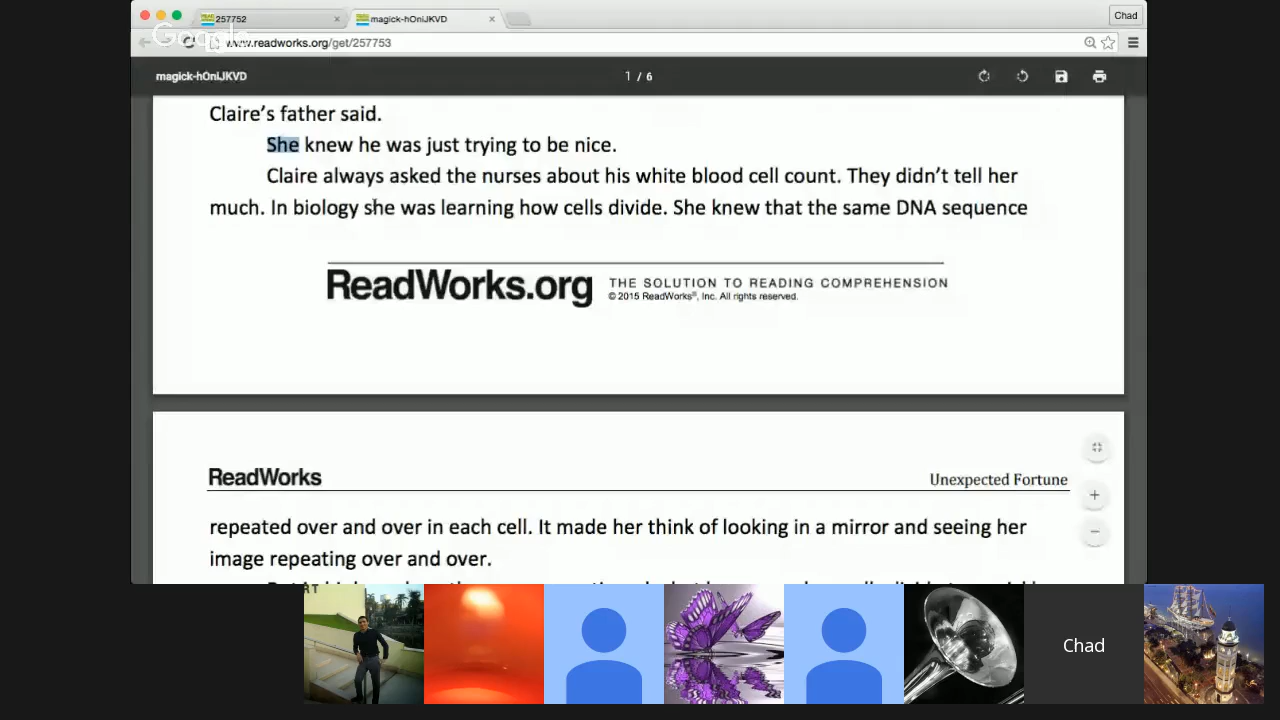 257752
magick-hOnlJKVD
Chad
Google
www.readworks.org/get/257753
magick-hOnlJKVD
1 / 6
Claire's father said.
She knew he was just trying to be nice.
Claire always asked the nurses about his white blood cell count. They didn't tell her
much. In biology she was learning how cells divide. She knew that the same DNA sequence
ReadWorks.org
THE SOLUTION TO READING COMPREHENSION
© 2015 ReadWorks®, Inc. All rights reserved.
ReadWorks
Unexpected Fortune
repeated over and over in each cell. It made her think of looking in a mirror and seeing her
image repeating over and over.
Chad